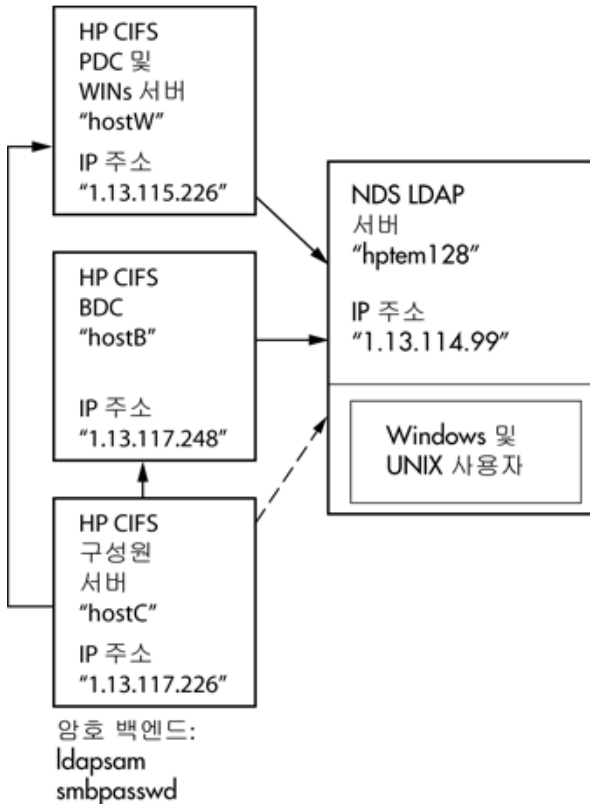 HP CIFS
PDC 및
WINs 서버
“hostW”
IP 주소
“1.13.115.226”
HP CIFS
BDC
“hostB”
IP 주소
“1.13.117.248”
HP CIFS
구성원
서버
“hostC”
IP 주소
“1.13.117.226”
암호 백엔드:
ldapsam
smbpasswd
NDS LDAP
서버
“hptem128”
IP 주소
“1.13.114.99”
Windows 및
UNIX 사용자